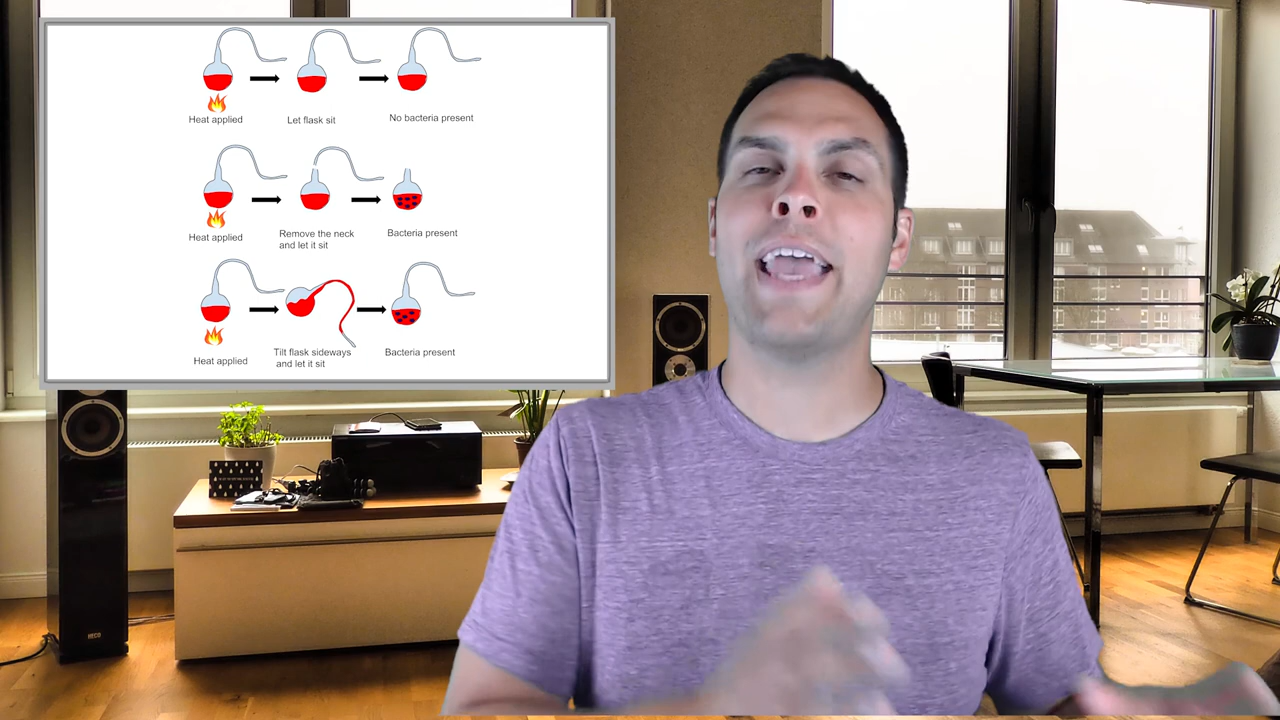 Heat applied
Let flask sit
No bacteria present
Heat applied
Remove the neck
and let it sit
Bacteria present
Heat applied
Tilt flask sideways
and let it sit
Bacteria present
HECO